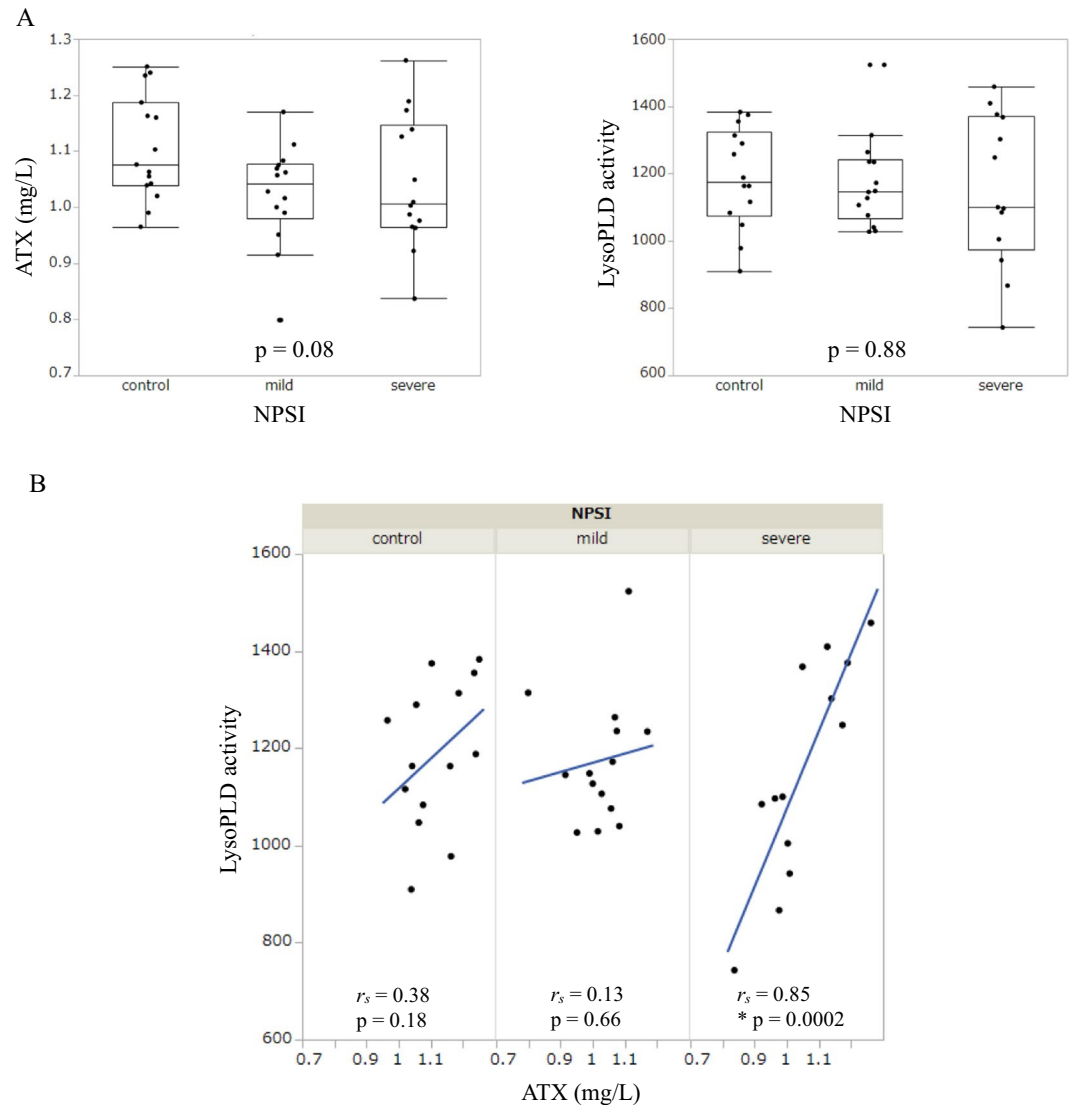 A
1.3
1.2
1.1
1.0
0.9
0.8
0.7
ATX (mg/L)
p = 0.08
control mild severe
NPSI
1600
1400
1200
1000
800
600
LysoPLD activity
p = 0.88
control mild severe
NPSI
B
NPSI
control mild severe
1600
1400
1200
1000
800
600
LysoPLD activity
rs = 0.38
p = 0.18
rs = 0.13
p = 0.66
rs = 0.85
* p = 0.0002
0.7 0.9 1 1.1 0.7 0.9 1 1.1 0.7 0.9 1 1.1
ATX (mg/L)